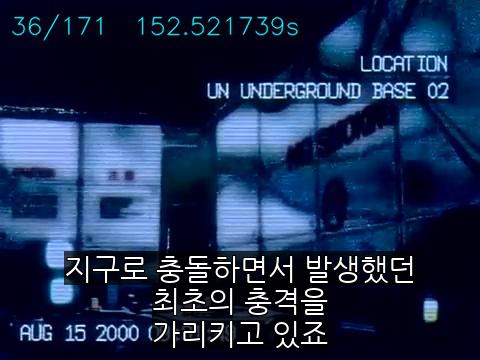 36/171 152.521739s
LOCATION
UN UNDERGROUND BASE 02
지구로 충돌하면서 발생했던
최초의 충격을
가리키고 있죠
AUG 15 2000